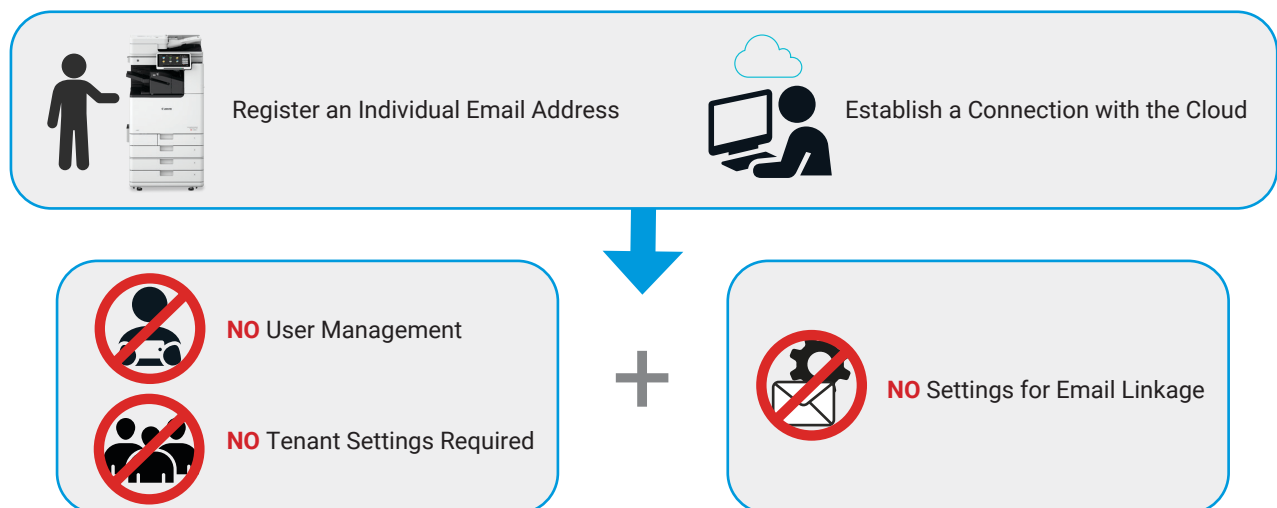 Register an Individual Email Address
Establish a Connection with the Cloud
NO User Management
NO Tenant Settings Required
NO Settings for Email Linkage